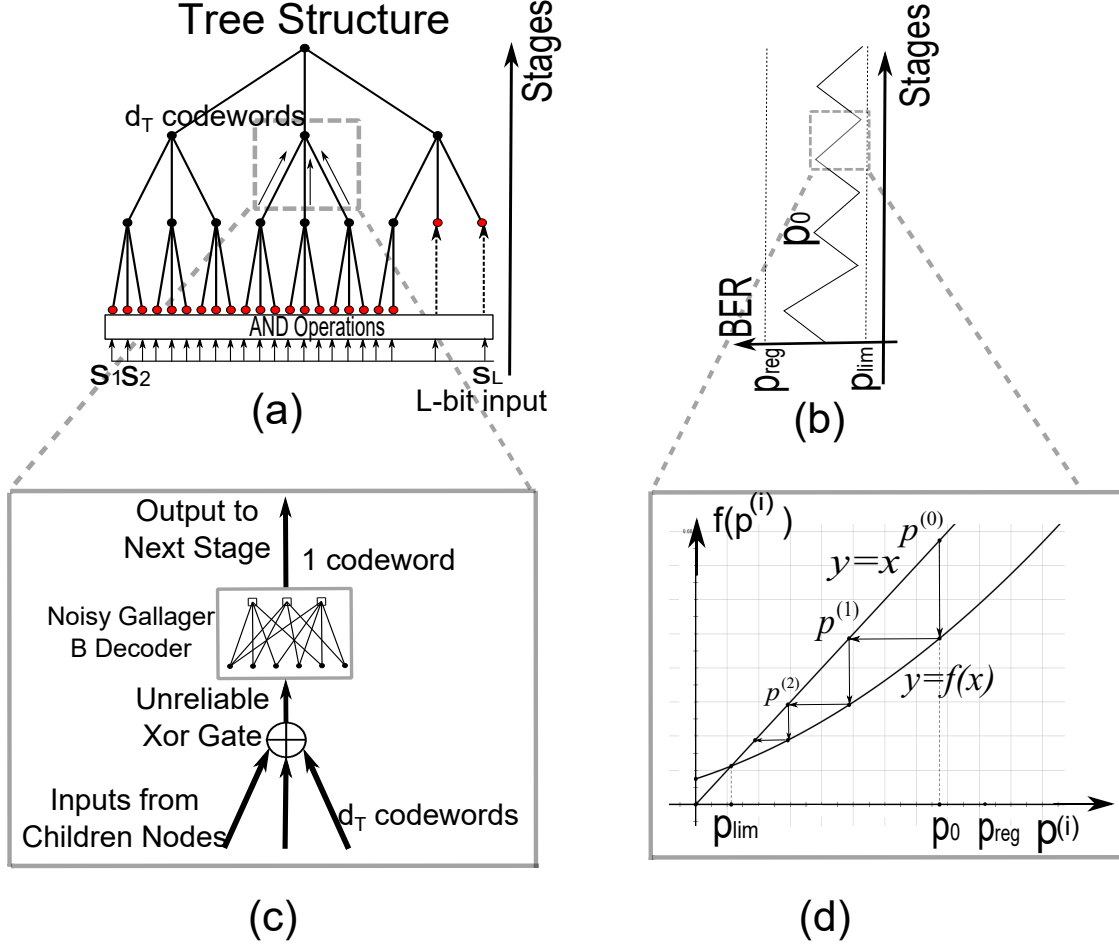 Tree Structure
d_T codewords
Stages
AND Operations
s₁s₂
s_L
L-bit input
(a)
Stages
p₀
BER
p_reg
p_lim
(b)
Output to
Next Stage
1 codeword
Noisy Gallager
B Decoder
Unreliable
Xor Gate
Inputs from
Children Nodes
d_T codewords
(c)
f(p⁽ⁱ⁾)
p⁽⁰⁾
y=x
p⁽¹⁾
p⁽²⁾
y=f(x)
p_lim
p₀
p_reg
p⁽ⁱ⁾
(d)